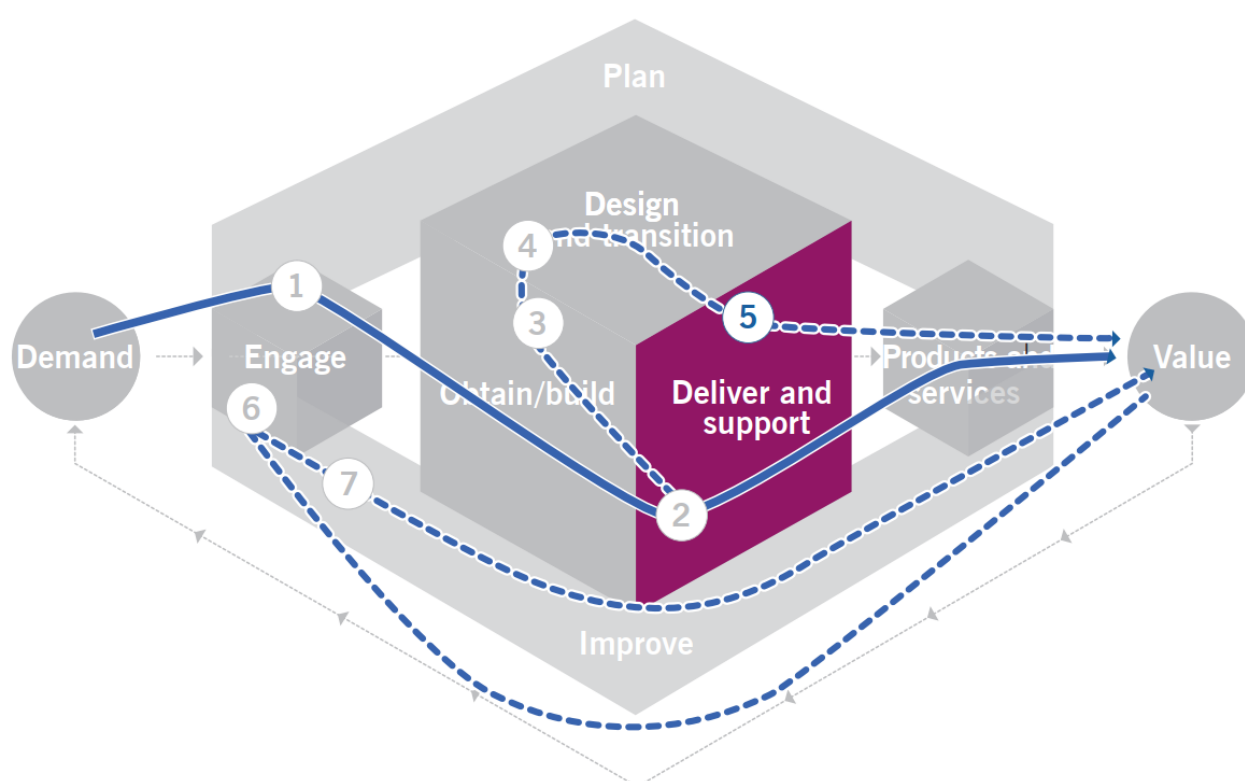 Plan
Design
and transition
4
1
3
5
Demand
Engage
Obtain/build
Deliver and
support
Products and
services
Value
6
7
2
Improve